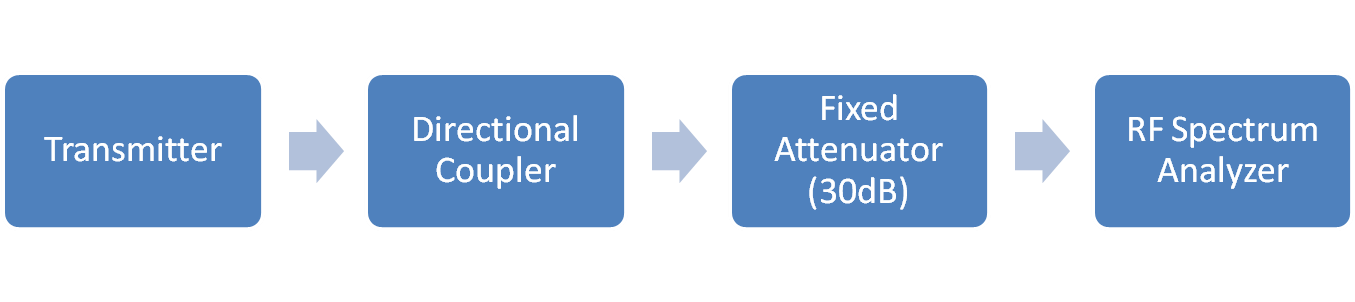 Transmitter
Directional
Coupler
Fixed
Attenuator
(30dB)
RF Spectrum
Analyzer